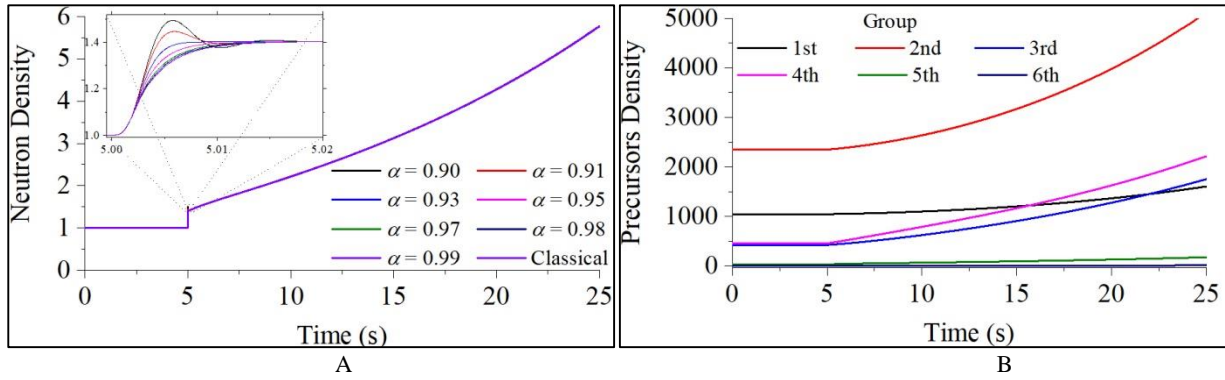 A
Neutron Density
6
5
4
3
2
1
0
1.4
1.2
1.0
5.00 5.01 5.02
α = 0.90 α = 0.91
α = 0.93 α = 0.95
α = 0.97 α = 0.98
α = 0.99 Classical
0 5 10 15 20 25
Time (s)
B
Precursors Density
5000
4000
3000
2000
1000
0
Group
1st 2nd 3rd
4th 5th 6th
0 5 10 15 20 25
Time (s)
A B